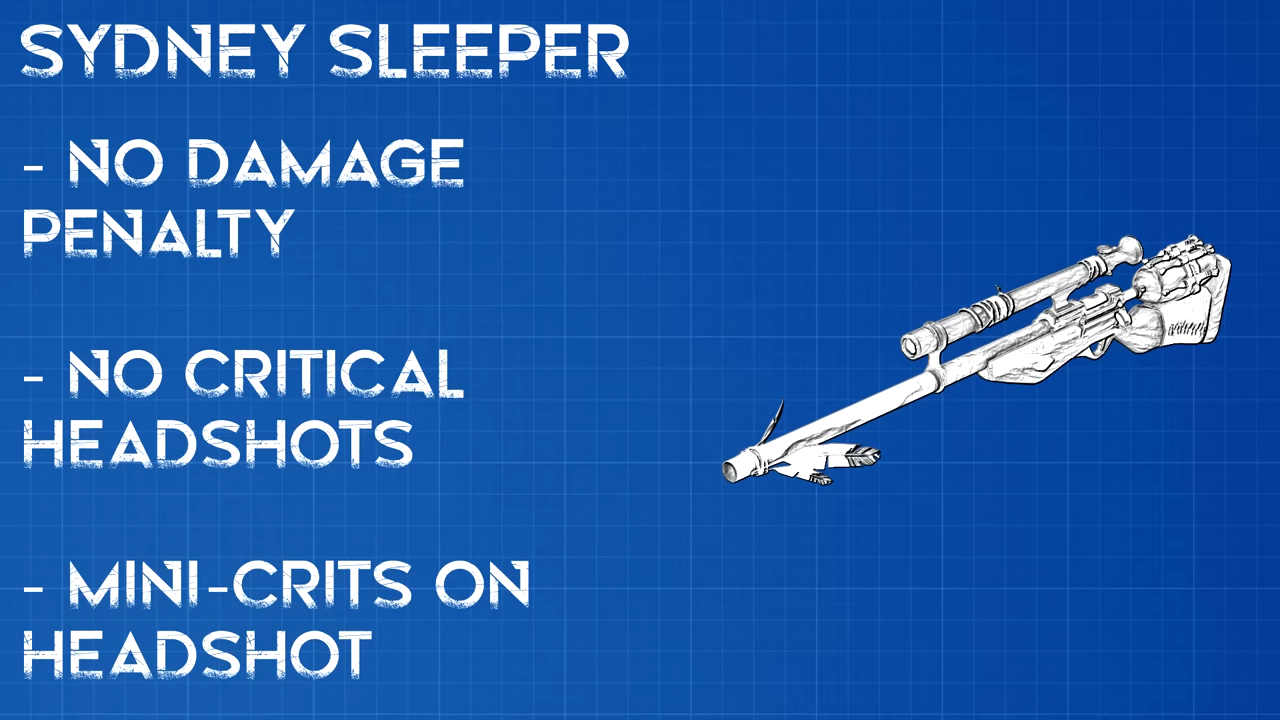 SYDNEY SLEEPER
- NO DAMAGE
PENALTY
- NO CRITICAL
HEADSHOTS
- MINI-CRITS ON
HEADSHOT